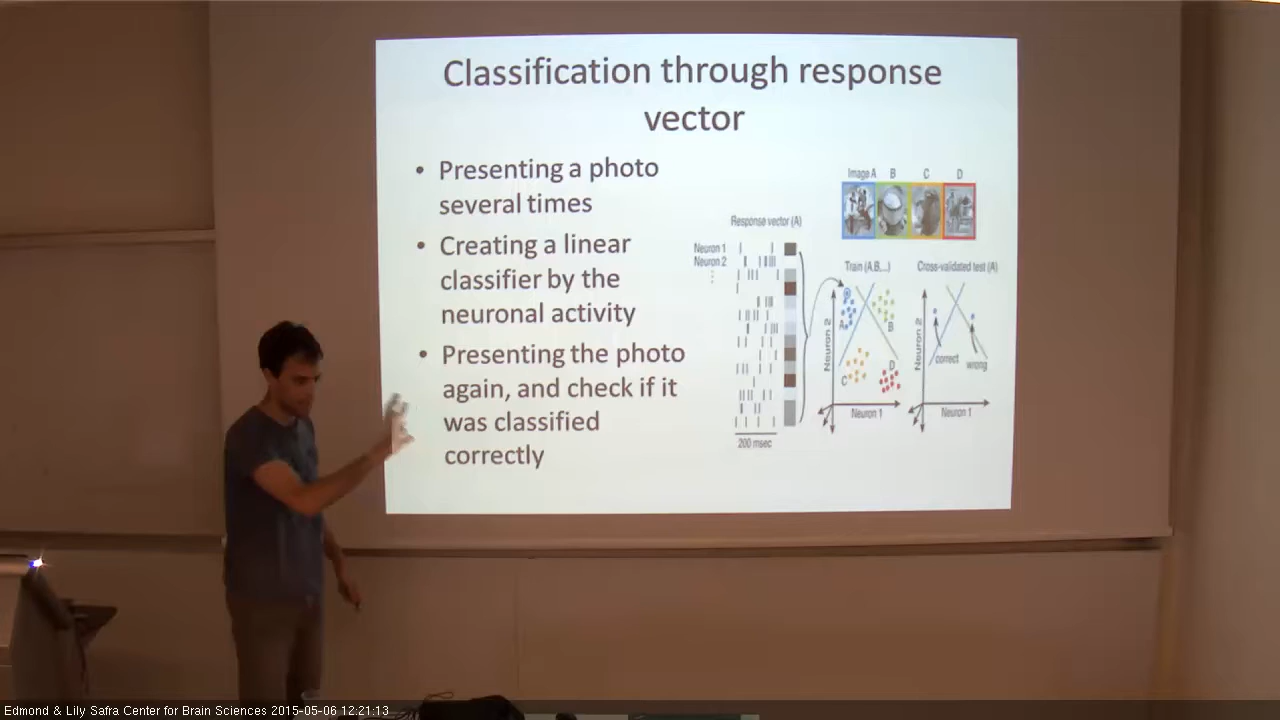 Classification through response
vector
• Presenting a photo
several times
• Creating a linear
classifier by the
neuronal activity
• Presenting the photo
again, and check if it
was classified
correctly
Image A B C D
Response vector (A)
Neuron 1
Neuron 2
200 msec
Train (A,B...)
A
B
C
D
Neuron 2
Neuron 1
Cross-validated test (A)
correct
wrong
Neuron 2
Neuron 1
Edmond & Lily Safra Center for Brain Sciences 2015-05-06 12:21:13